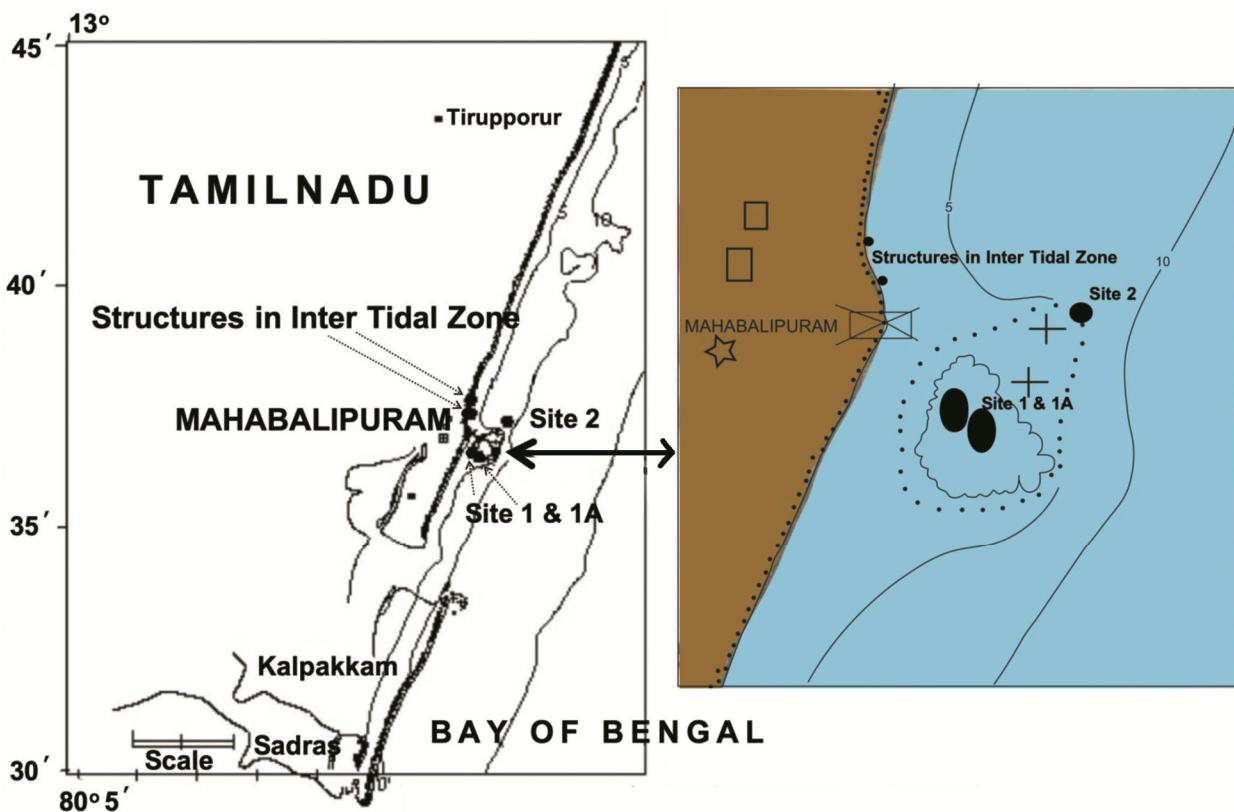 13°
45′
5
Tirupporur
TAMILNADU
5
10
40′
Structures in Inter Tidal Zone
MAHABALIPURAM
Site 2
Site 1 & 1A
35′
Kalpakkam
BAY OF BENGAL
Sadras
Scale
30′
80° 5′
5
Structures in Inter Tidal Zone
10
Site 2
MAHABALIPURAM
Site 1 & 1A